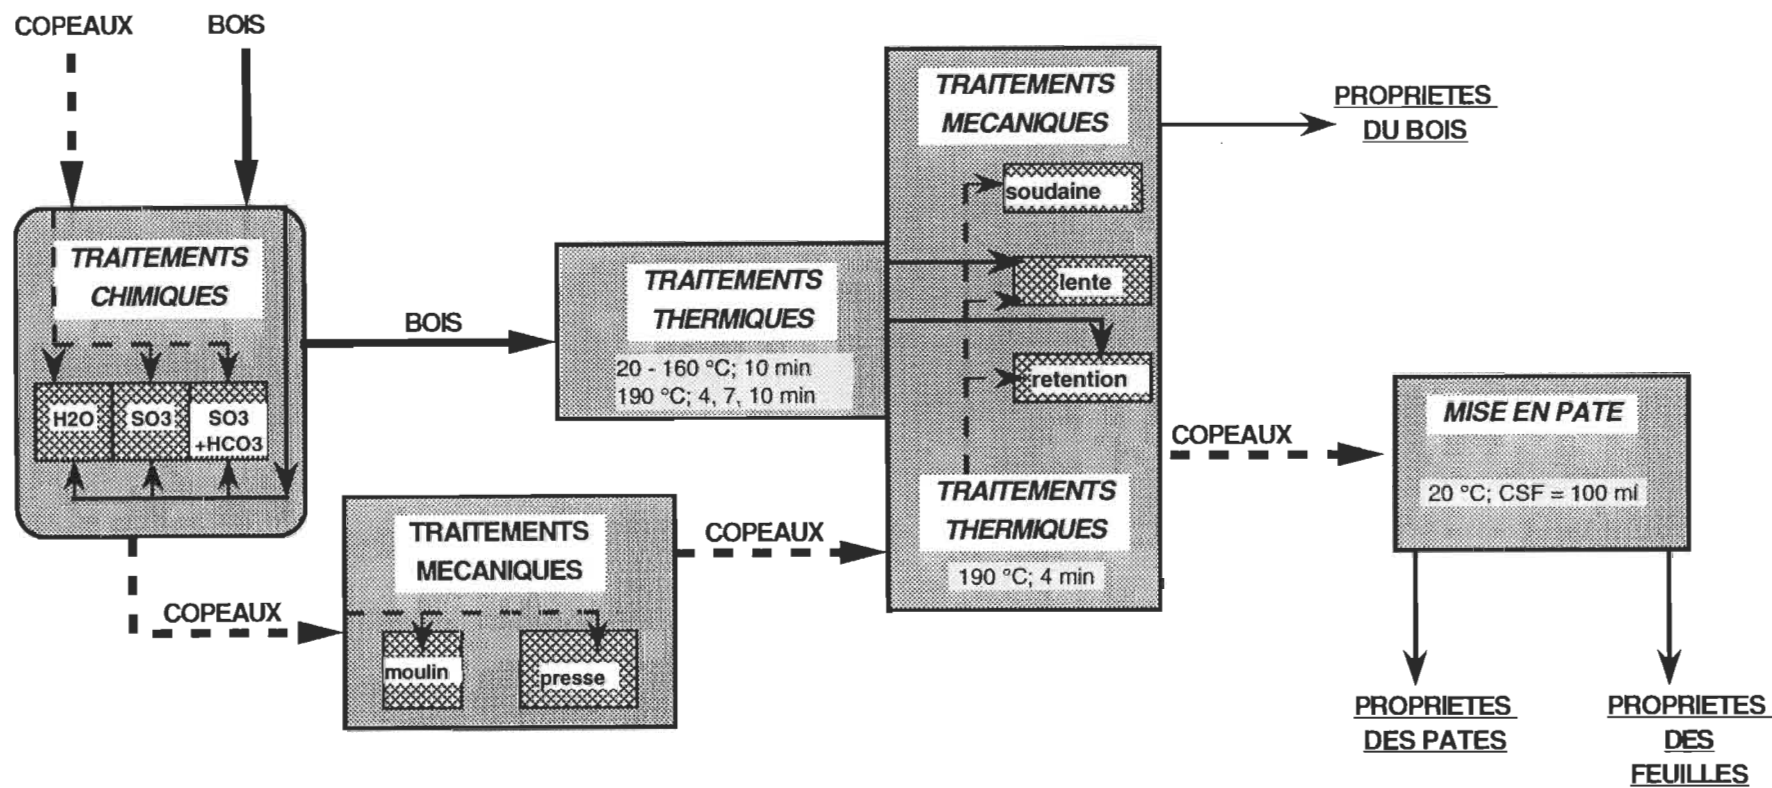 COPEAUX
BOIS
TRAITEMENTS
CHIMIQUES
H2O
SO3
SO3
+HCO3
BOIS
TRAITEMENTS
THERMIQUES
20 - 160 °C; 10 min
190 °C; 4, 7, 10 min
COPEAUX
TRAITEMENTS
MECANIQUES
moulin
presse
COPEAUX
TRAITEMENTS
MECANIQUES
soudaine
lente
retention
TRAITEMENTS
THERMIQUES
190 °C; 4 min
PROPRIETES
DU BOIS
COPEAUX
MISE EN PATE
20 °C; CSF = 100 ml
PROPRIETES
DES PATES
PROPRIETES
DES
FEUILLES